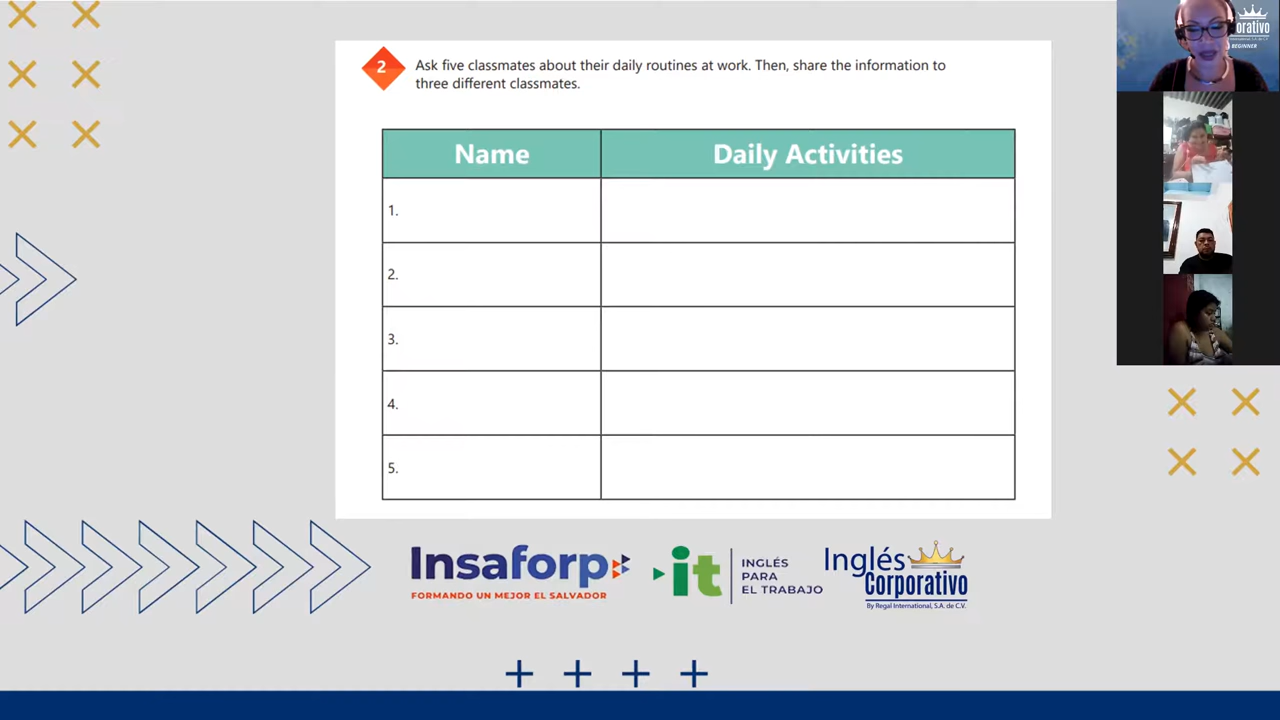 2
Ask five classmates about their daily routines at work. Then, share the information to
three different classmates.
Name
Daily Activities
1.
2.
3.
4.
5.
Insaforp
FORMANDO UN MEJOR EL SALVADOR
it
INGLÉS
PARA
EL TRABAJO
Inglés
Corporativo
By Regal International, S.A. de C.V.
orativo
BEGINNER